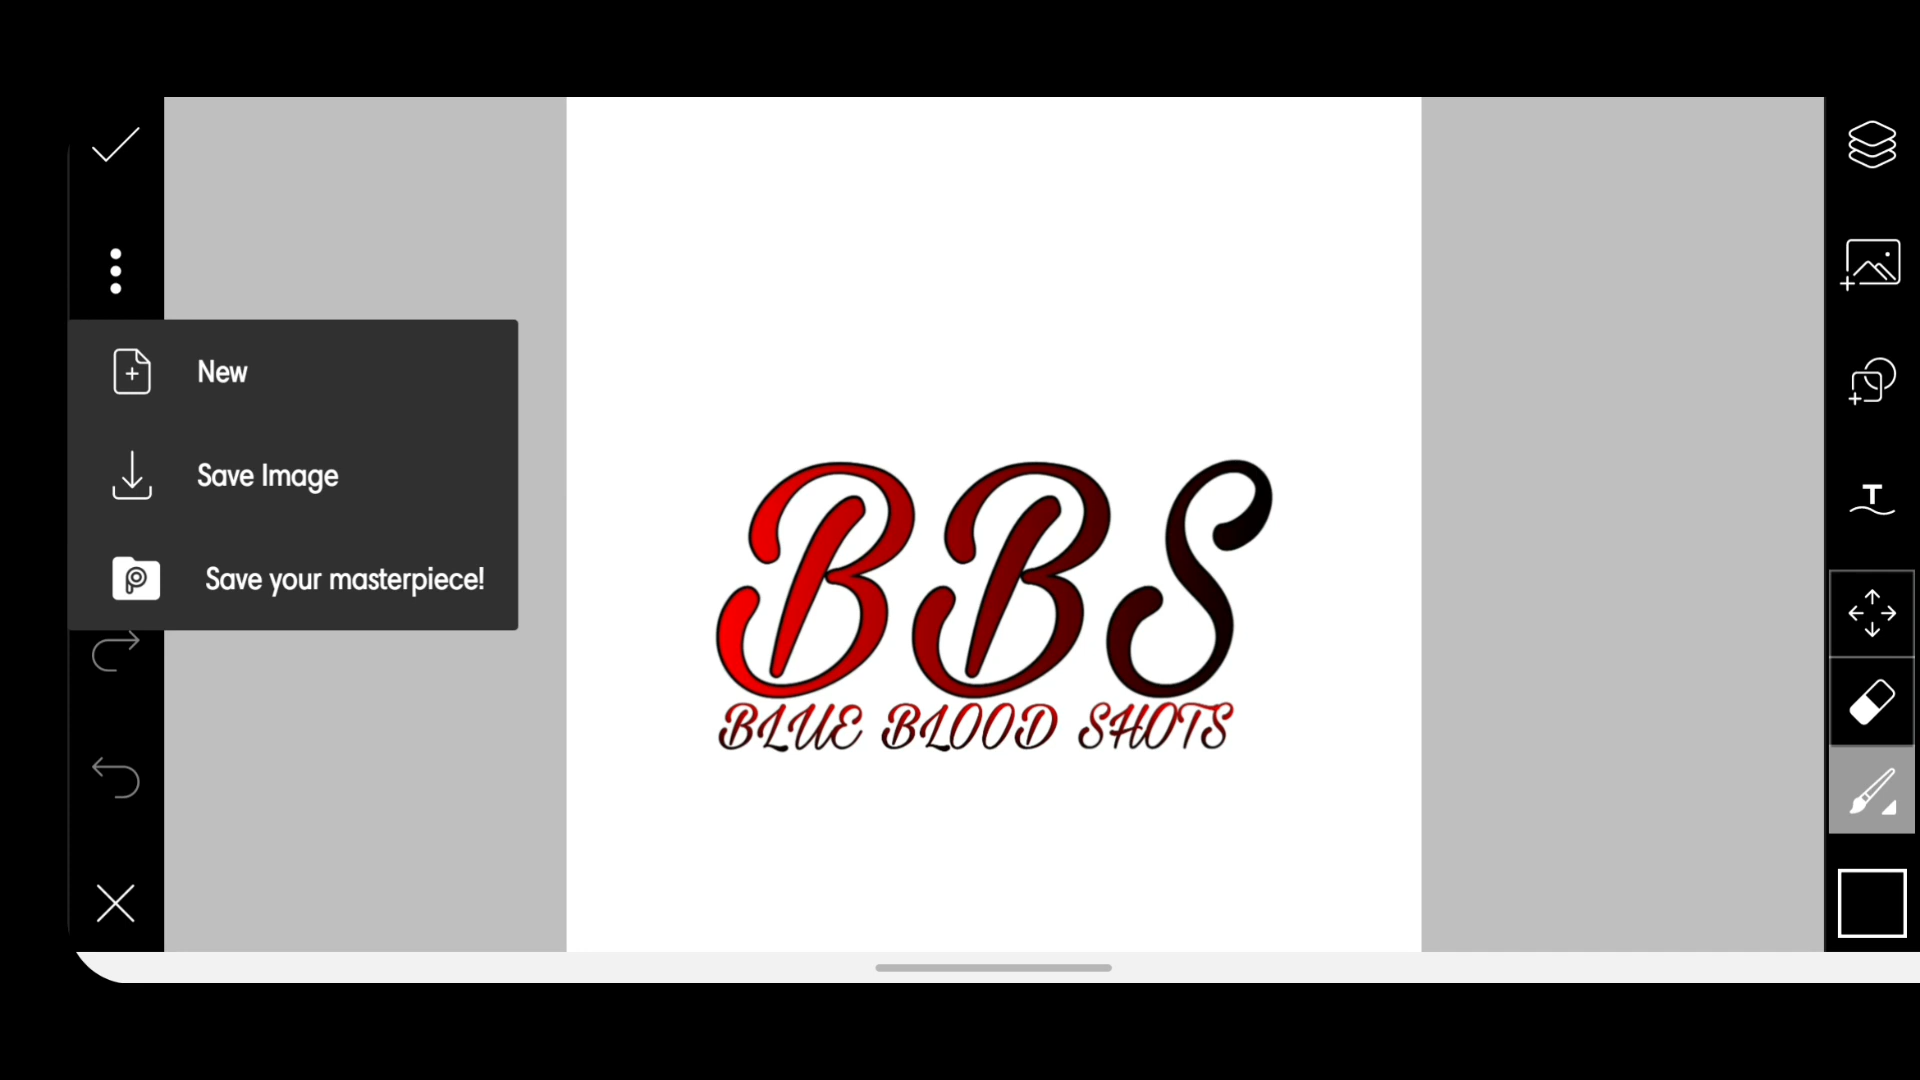 New
Save Image
Save your masterpiece!
BBS
BLUE BLOOD SHOTS
T